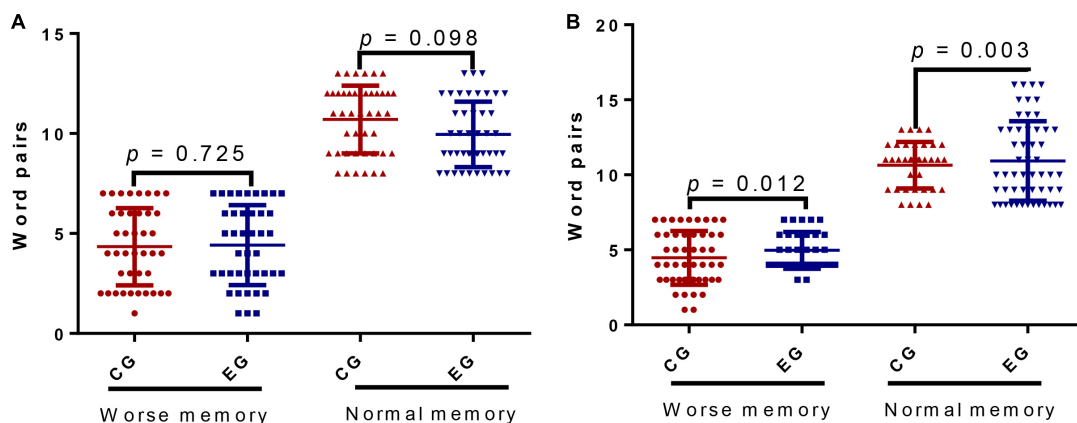 A
Word pairs
15
10
5
0
p = 0.725
p = 0.098
CG
EG
CG
EG
Worse memory
Normal memory
B
Word pairs
20
15
10
5
0
p = 0.012
p = 0.003
CG
EG
CG
EG
Worse memory
Normal memory